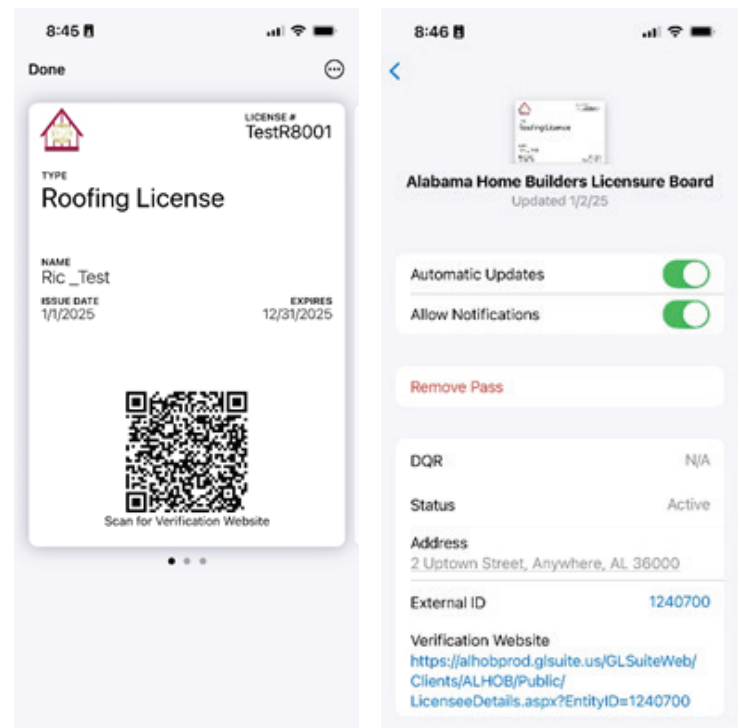 8:45
Done
LICENSE #
TestR8001
TYPE
Roofing License
NAME
Ric _Test
ISSUE DATE
EXPIRES
1/1/2025
12/31/2025
Scan for Verification Website
8:46
Alabama Home Builders Licensure Board
Updated 1/2/25
Automatic Updates
Allow Notifications
Remove Pass
DQR
N/A
Status
Active
Address
2 Uptown Street, Anywhere, AL 36000
External ID
1240700
Verification Website
https://alhobprod.glsuite.us/GLSuiteWeb/
Clients/ALHOB/Public/
LicenseeDetails.aspx?EntityID=1240700